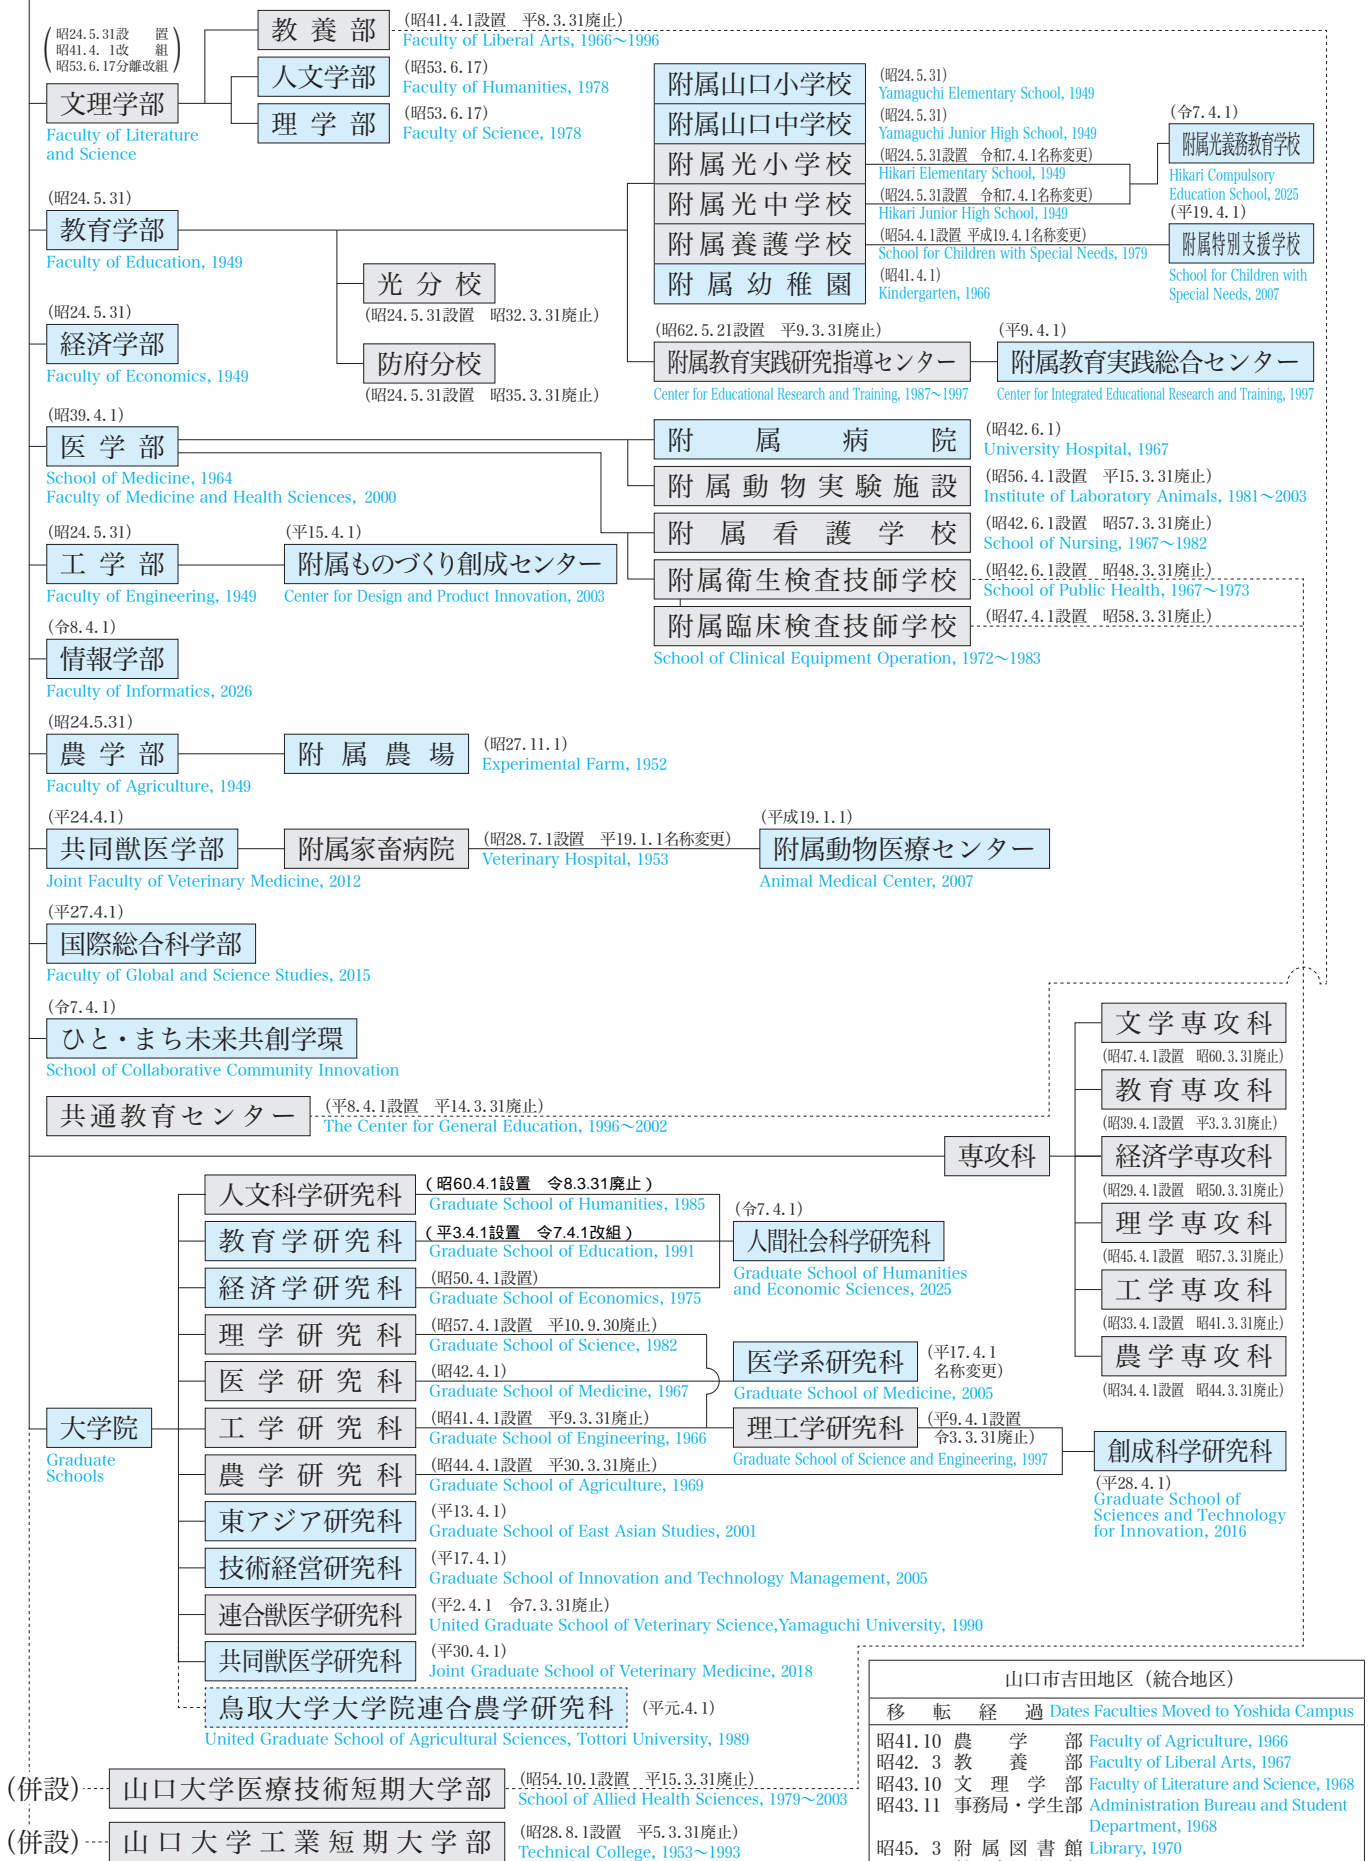 (昭24.5.31設　置
昭41.4. 1改　組
昭53.6.17分離改組)
文理学部
Faculty of Literature
and Science
教養部
(昭41.4.1設置　平8.3.31廃止)
Faculty of Liberal Arts, 1966〜1996
人文学部
(昭53.6.17)
Faculty of Humanities, 1978
理学部
(昭53.6.17)
Faculty of Science, 1978
(昭24.5.31)
教育学部
Faculty of Education, 1949
光分校
(昭24.5.31設置　昭32.3.31廃止)
防府分校
(昭24.5.31設置　昭35.3.31廃止)
附属山口小学校
(昭24.5.31)
Yamaguchi Elementary School, 1949
附属山口中学校
(昭24.5.31)
Yamaguchi Junior High School, 1949
附属光小学校
(昭24.5.31設置　令和7.4.1名称変更)
Hikari Elementary School, 1949
附属光中学校
(昭24.5.31設置　令和7.4.1名称変更)
Hikari Junior High School, 1949
(令7.4.1)
附属光義務教育学校
Hikari Compulsory
Education School, 2025
附属養護学校
(昭54.4.1設置 平成19.4.1名称変更)
School for Children with Special Needs, 1979
(平19.4.1)
附属特別支援学校
School for Children with
Special Needs, 2007
附属幼稚園
(昭41.4.1)
Kindergarten, 1966
(昭62.5.21設置　平9.3.31廃止)
附属教育実践研究指導センター
Center for Educational Research and Training, 1987〜1997
(平9.4.1)
附属教育実践総合センター
Center for Integrated Educational Research and Training, 1997
(昭24.5.31)
経済学部
Faculty of Economics, 1949
(昭39.4.1)
医学部
School of Medicine, 1964
Faculty of Medicine and Health Sciences, 2000
附属病院
(昭42.6.1)
University Hospital, 1967
附属動物実験施設
(昭56.4.1設置　平15.3.31廃止)
Institute of Laboratory Animals, 1981〜2003
附属看護学校
(昭42.6.1設置　昭57.3.31廃止)
School of Nursing, 1967〜1982
附属衛生検査技師学校
(昭42.6.1設置　昭48.3.31廃止)
School of Public Health, 1967〜1973
附属臨床検査技師学校
(昭47.4.1設置　昭58.3.31廃止)
School of Clinical Equipment Operation, 1972〜1983
(昭24.5.31)
工学部
Faculty of Engineering, 1949
(平15.4.1)
附属ものづくり創成センター
Center for Design and Product Innovation, 2003
(令8.4.1)
情報学部
Faculty of Informatics, 2026
(昭24.5.31)
農学部
Faculty of Agriculture, 1949
附属農場
(昭27.11.1)
Experimental Farm, 1952
(平24.4.1)
共同獣医学部
Joint Faculty of Veterinary Medicine, 2012
附属家畜病院
(昭28.7.1設置　平19.1.1名称変更)
Veterinary Hospital, 1953
(平成19.1.1)
附属動物医療センター
Animal Medical Center, 2007
(平27.4.1)
国際総合科学部
Faculty of Global and Science Studies, 2015
(令7.4.1)
ひと・まち未来共創学環
School of Collaborative Community Innovation
共通教育センター
(平8.4.1設置　平14.3.31廃止)
The Center for General Education, 1996〜2002
専攻科
文学専攻科
(昭47.4.1設置　昭60.3.31廃止)
教育専攻科
(昭39.4.1設置　平3.3.31廃止)
経済学専攻科
(昭29.4.1設置　昭50.3.31廃止)
理学専攻科
(昭45.4.1設置　昭57.3.31廃止)
工学専攻科
(昭33.4.1設置　昭41.3.31廃止)
農学専攻科
(昭34.4.1設置　昭44.3.31廃止)
大学院
Graduate
Schools
人文科学研究科
(昭60.4.1設置　令8.3.31廃止)
Graduate School of Humanities, 1985
教育学研究科
(平3.4.1設置　令7.4.1改組)
Graduate School of Education, 1991
経済学研究科
(昭50.4.1設置)
Graduate School of Economics, 1975
(令7.4.1)
人間社会科学研究科
Graduate School of Humanities
and Economic Sciences, 2025
理学研究科
(昭57.4.1設置　平10.9.30廃止)
Graduate School of Science, 1982
医学研究科
(昭42.4.1)
Graduate School of Medicine, 1967
医学系研究科
(平17.4.1
名称変更)
Graduate School of Medicine, 2005
工学研究科
(昭41.4.1設置　平9.3.31廃止)
Graduate School of Engineering, 1966
理工学研究科
(平9.4.1設置
令3.3.31廃止)
Graduate School of Science and Engineering, 1997
農学研究科
(昭44.4.1設置　平30.3.31廃止)
Graduate School of Agriculture, 1969
創成科学研究科
(平28.4.1)
Graduate School of
Sciences and Technology
for Innovation, 2016
東アジア研究科
(平13.4.1)
Graduate School of East Asian Studies, 2001
技術経営研究科
(平17.4.1)
Graduate School of Innovation and Technology Management, 2005
連合獣医学研究科
(平2.4.1　令7.3.31廃止)
United Graduate School of Veterinary Science,Yamaguchi University, 1990
共同獣医学研究科
(平30.4.1)
Joint Graduate School of Veterinary Medicine, 2018
鳥取大学大学院連合農学研究科
(平元.4.1)
United Graduate School of Agricultural Sciences, Tottori University, 1989
(併設)
山口大学医療技術短期大学部
(昭54.10.1設置　平15.3.31廃止)
School of Allied Health Sciences, 1979〜2003
(併設)
山口大学工業短期大学部
(昭28.8.1設置　平5.3.31廃止)
Technical College, 1953〜1993
山口市吉田地区（統合地区）
移転経過 Dates Faculties Moved to Yoshida Campus
昭41.10 農学部 Faculty of Agriculture, 1966
昭42. 3 教養部 Faculty of Liberal Arts, 1967
昭43.10 文理学部 Faculty of Literature and Science, 1968
昭43.11 事務局・学生部 Administration Bureau and Student
Department, 1968
昭45. 3 附属図書館 Library, 1970